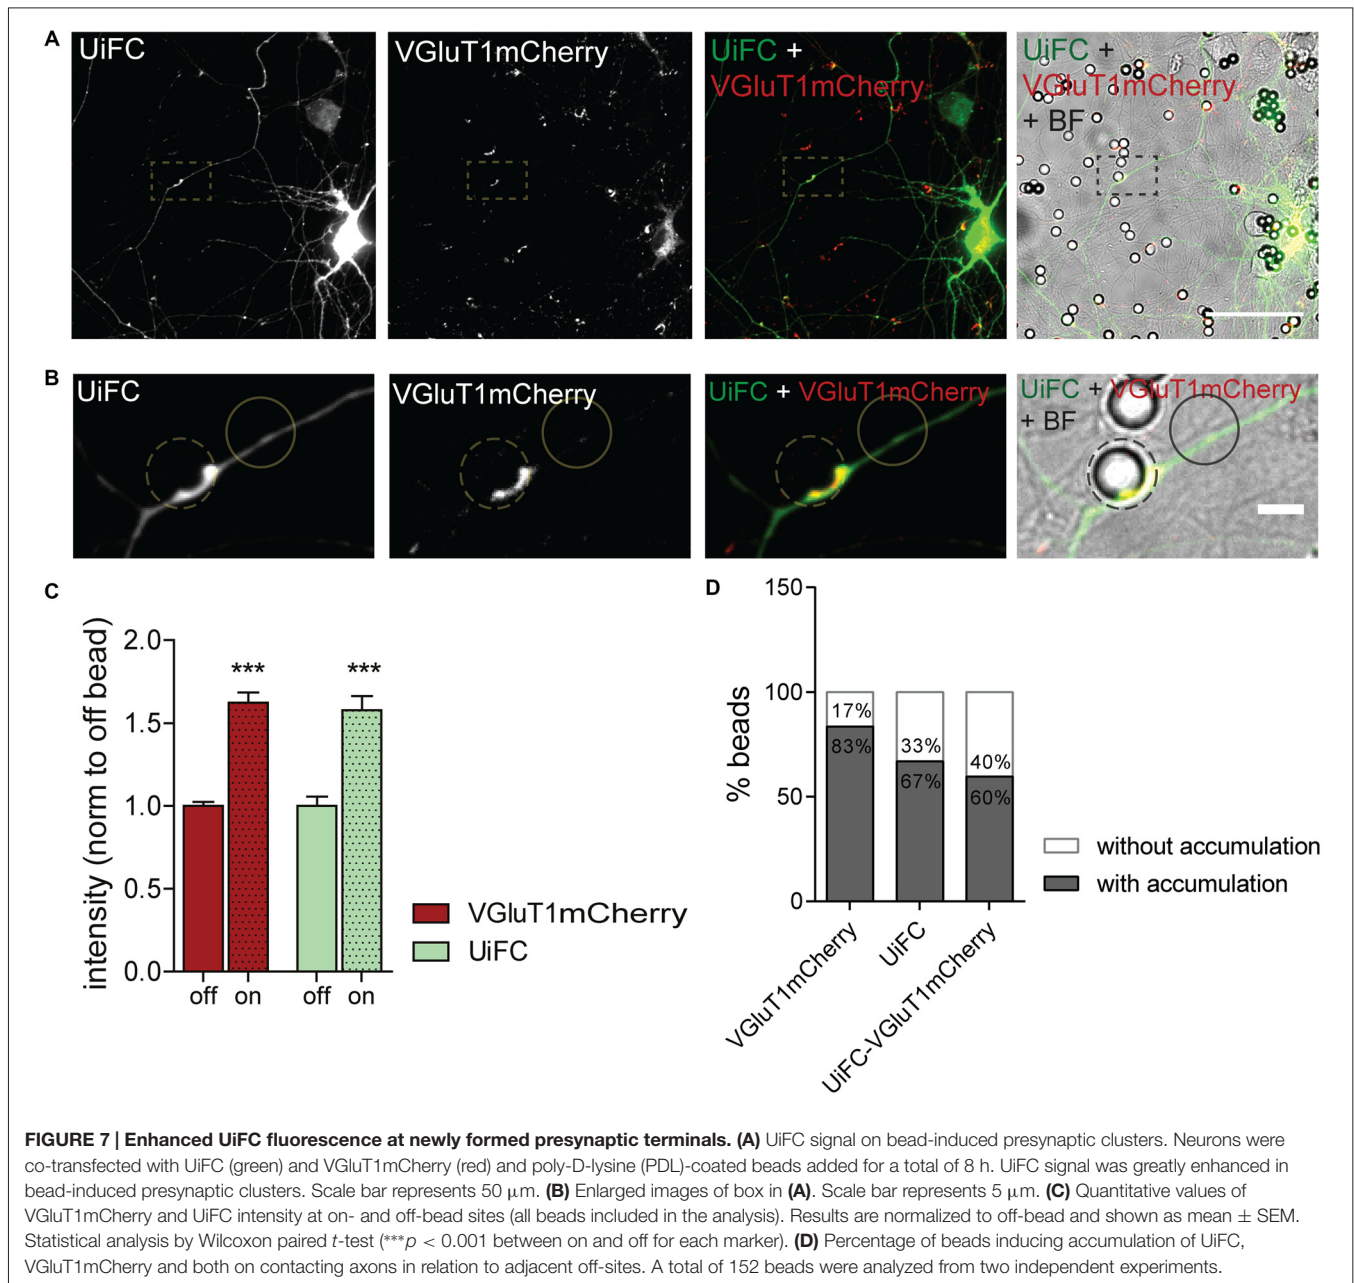 A
UiFC
VGluT1mCherry
UiFC +
VGluT1mCherry
UiFC +
VGluT1mCherry
+ BF
B
UiFC
VGluT1mCherry
UiFC + VGluT1mCherry
UiFC + VGluT1mCherry
+ BF
C
intensity (norm to off bead)
2.0
1.5
1.0
0.5
0.0
***
***
off
on
off
on
VGluT1mCherry
UiFC
D
% beads
150
100
50
0
17%
83%
33%
67%
40%
60%
VGluT1mCherry
UiFC
UiFC-VGluT1mCherry
without accumulation
with accumulation
FIGURE 7 | Enhanced UiFC fluorescence at newly formed presynaptic terminals. (A) UiFC signal on bead-induced presynaptic clusters. Neurons were
co-transfected with UiFC (green) and VGluT1mCherry (red) and poly-D-lysine (PDL)-coated beads added for a total of 8 h. UiFC signal was greatly enhanced in
bead-induced presynaptic clusters. Scale bar represents 50 μm. (B) Enlarged images of box in (A). Scale bar represents 5 μm. (C) Quantitative values of
VGluT1mCherry and UiFC intensity at on- and off-bead sites (all beads included in the analysis). Results are normalized to off-bead and shown as mean ± SEM.
Statistical analysis by Wilcoxon paired t-test (***p < 0.001 between on and off for each marker). (D) Percentage of beads inducing accumulation of UiFC,
VGluT1mCherry and both on contacting axons in relation to adjacent off-sites. A total of 152 beads were analyzed from two independent experiments.